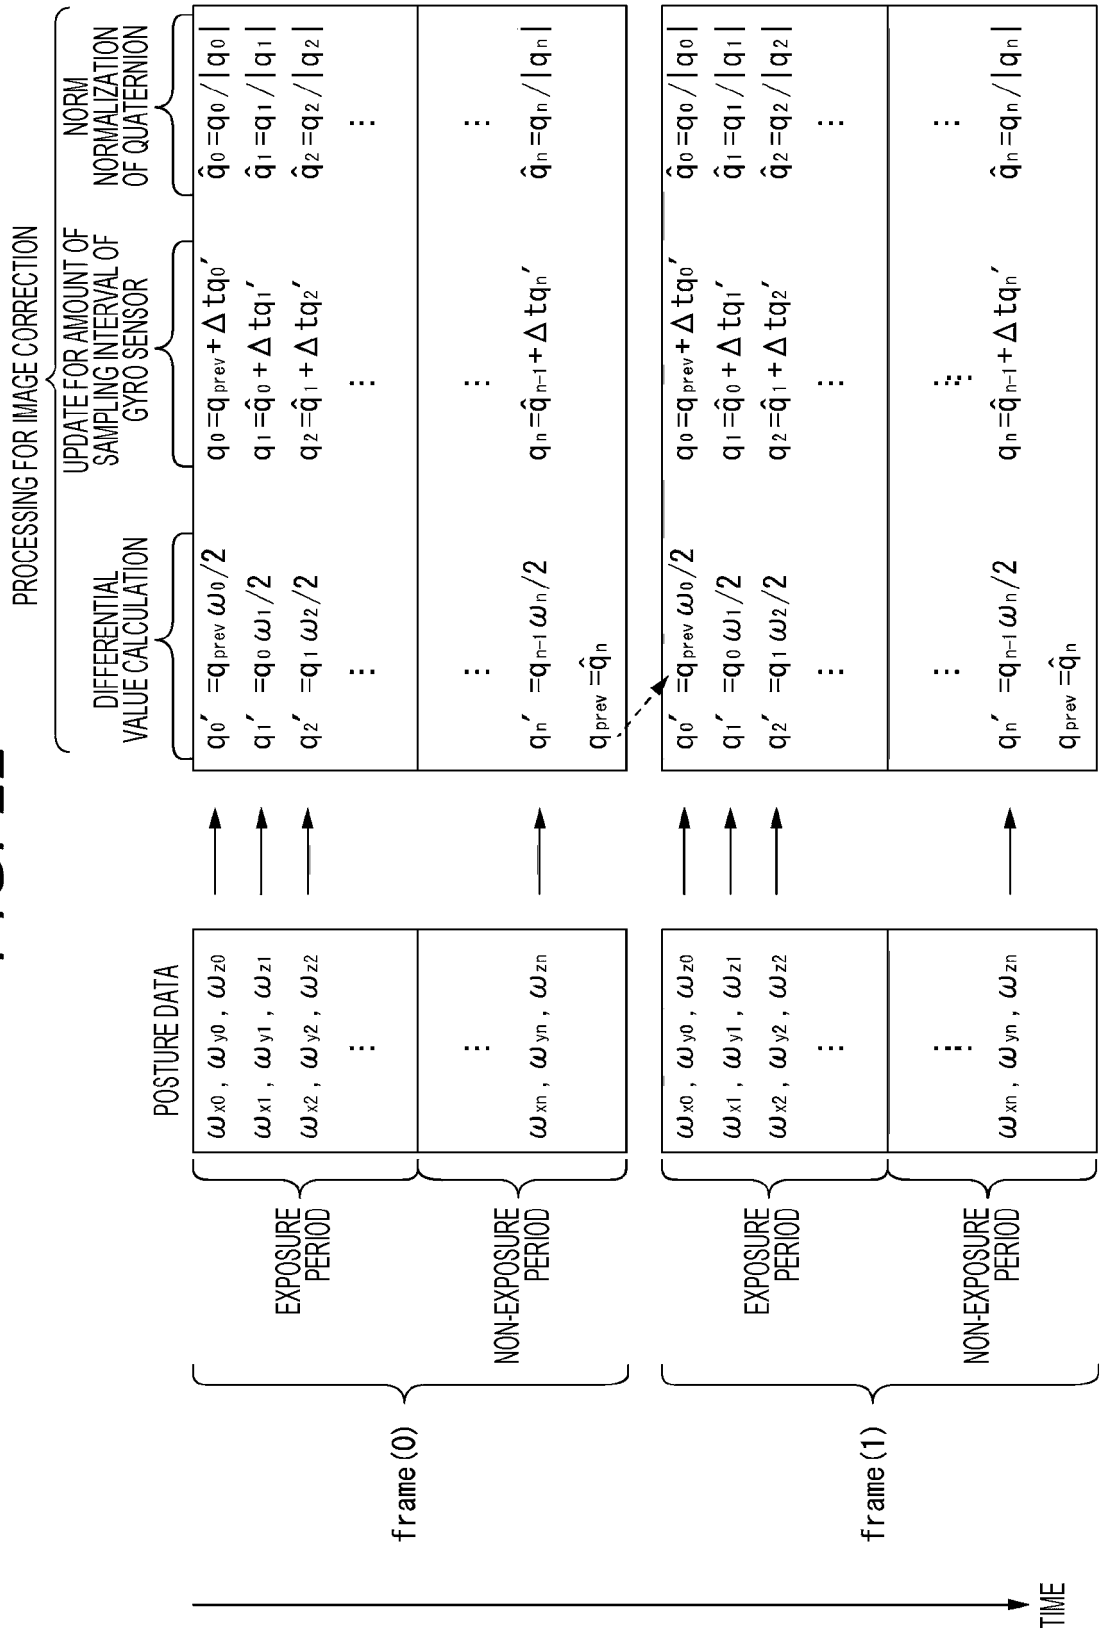 PROCESSING FOR IMAGE CORRECTION
POSTURE DATA
DIFFERENTIAL
VALUE CALCULATION
UPDATE FOR AMOUNT OF
SAMPLING INTERVAL OF
GYRO SENSOR
NORM
NORMALIZATION
OF QUATERNION
frame(0)
EXPOSURE
PERIOD
ωx0, ωy0, ωz0
q0′=qprev ω0/2
q0=qprev+Δtq0′
q̂0=q0/|q0|
ωx1, ωy1, ωz1
q1′=q0 ω1/2
q1=q̂0+Δtq1′
q̂1=q1/|q1|
ωx2, ωy2, ωz2
q2′=q1 ω2/2
q2=q̂1+Δtq2′
q̂2=q2/|q2|
NON-EXPOSURE
PERIOD
ωxn, ωyn, ωzn
qn′=qn-1 ωn/2
qn=q̂n-1+Δtqn′
q̂n=qn/|qn|
qprev=q̂n
frame(1)
EXPOSURE
PERIOD
ωx0, ωy0, ωz0
q0′=qprev ω0/2
q0=qprev+Δtq0′
q̂0=q0/|q0|
ωx1, ωy1, ωz1
q1′=q0 ω1/2
q1=q̂0+Δtq1′
q̂1=q1/|q1|
ωx2, ωy2, ωz2
q2′=q1 ω2/2
q2=q̂1+Δtq2′
q̂2=q2/|q2|
NON-EXPOSURE
PERIOD
ωxn, ωyn, ωzn
qn′=qn-1 ωn/2
qn=q̂n-1+Δtqn′
q̂n=qn/|qn|
qprev=q̂n
TIME